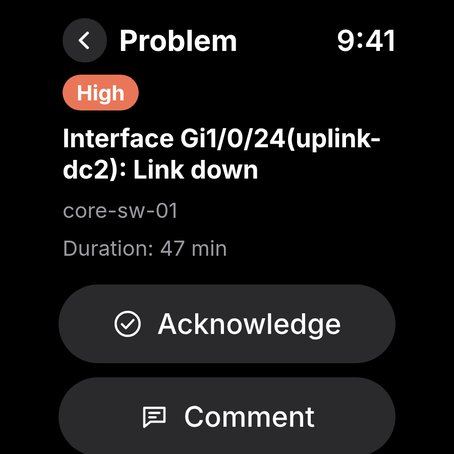 Problem 9:41
High
Interface Gi1/0/24(uplink-
dc2): Link down
core-sw-01
Duration: 47 min
Acknowledge
Comment